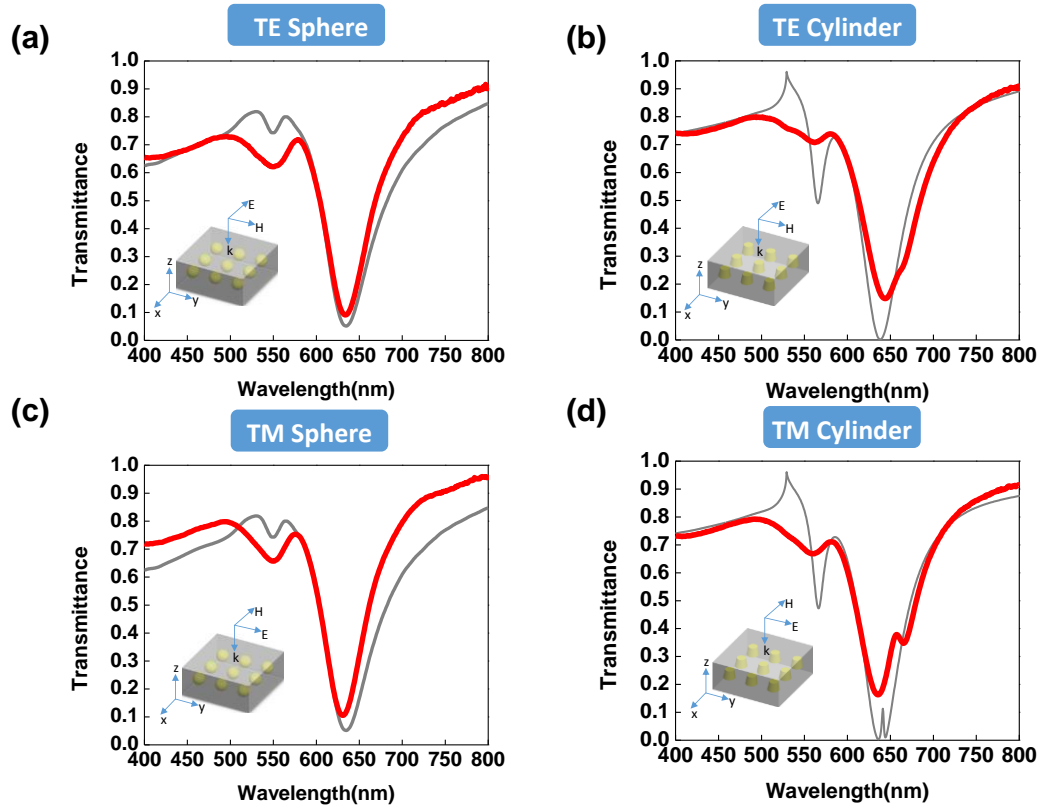 (a)
TE Sphere
1.0
0.9
0.8
0.7
0.6
0.5
0.4
0.3
0.2
0.1
0.0
Transmittance
E
H
k
z
y
x
400 450 500 550 600 650 700 750 800
Wavelength(nm)
(b)
TE Cylinder
1.0
0.9
0.8
0.7
0.6
0.5
0.4
0.3
0.2
0.1
0.0
Transmittance
E
H
k
z
y
x
400 450 500 550 600 650 700 750 800
Wavelength(nm)
(c)
TM Sphere
1.0
0.9
0.8
0.7
0.6
0.5
0.4
0.3
0.2
0.1
0.0
Transmittance
H
E
k
z
y
x
400 450 500 550 600 650 700 750 800
Wavelength(nm)
(d)
TM Cylinder
1.0
0.9
0.8
0.7
0.6
0.5
0.4
0.3
0.2
0.1
0.0
Transmittance
H
E
k
z
y
x
400 450 500 550 600 650 700 750 800
Wavelength(nm)